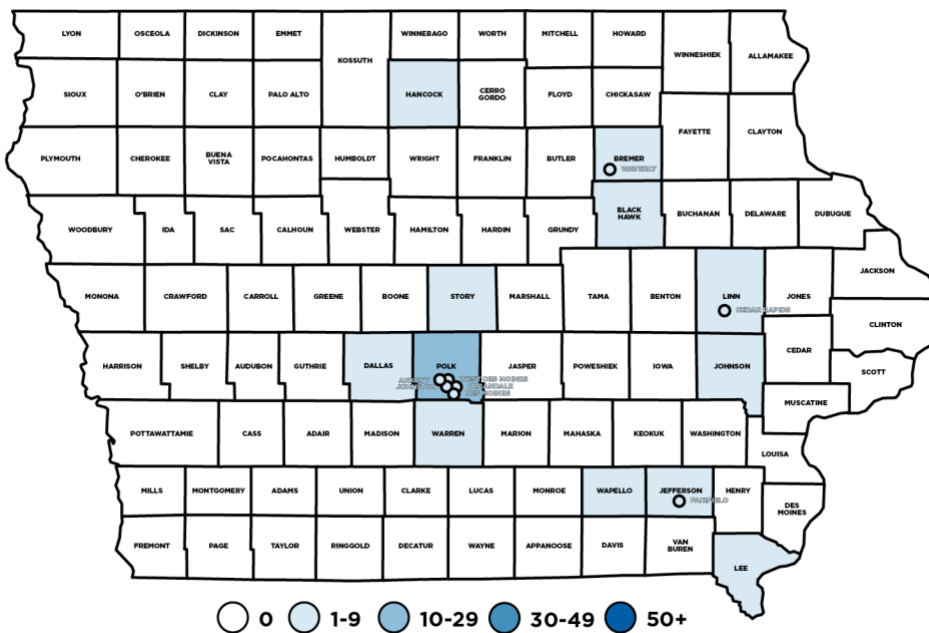 LYON OSCEOLA DICKINSON EMMET WINNEBAGO WORTH MITCHELL HOWARD
KOSSUTH WINNESHIEK ALLAMAKEE
SIOUX O'BRIEN CLAY PALO ALTO HANCOCK CERRO GORDO FLOYD CHICKASAW
PLYMOUTH CHEROKEE BUENA VISTA POCAHONTAS HUMBOLDT WRIGHT FRANKLIN BUTLER BREMER FAYETTE CLAYTON
WAVERLY
WOODBURY IDA SAC CALHOUN WEBSTER HAMILTON HARDIN GRUNDY BLACK HAWK BUCHANAN DELAWARE DUBUQUE
MONONA CRAWFORD CARROLL GREENE BOONE STORY MARSHALL TAMA BENTON LINN JONES JACKSON
CEDAR RAPIDS
CLINTON
HARRISON SHELBY AUDUBON GUTHRIE DALLAS POLK JASPER POWESHIEK IOWA JOHNSON CEDAR SCOTT
WEST DES MOINES
DES MOINES
MUSCATINE
POTTAWATTAMIE CASS ADAIR MADISON WARREN MARION MAHASKA KEOKUK WASHINGTON LOUISA
MILLS MONTGOMERY ADAMS UNION CLARKE LUCAS MONROE WAPELLO JEFFERSON HENRY DES MOINES
FAIRFIELD
FREMONT PAGE TAYLOR RINGGOLD DECATUR WAYNE APPANOOSE DAVIS VAN BUREN LEE
0 1-9 10-29 30-49 50+